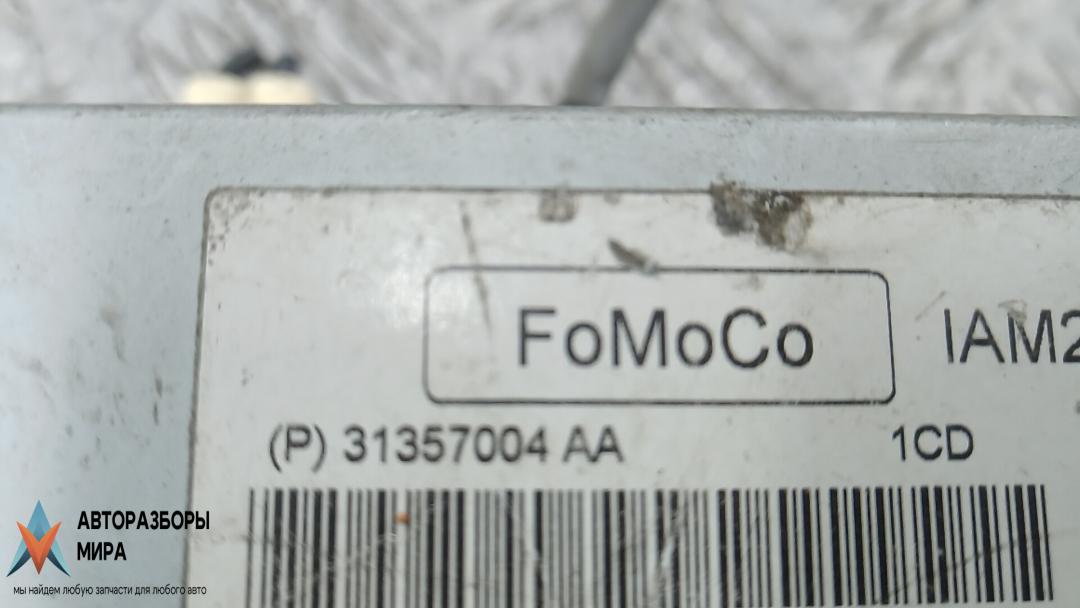 FoMoCo
IAM2
(P) 31357004 AA 1CD
АВТОРАЗБОРЫ
МИРА
мы найдем любую запчасти для любого авто